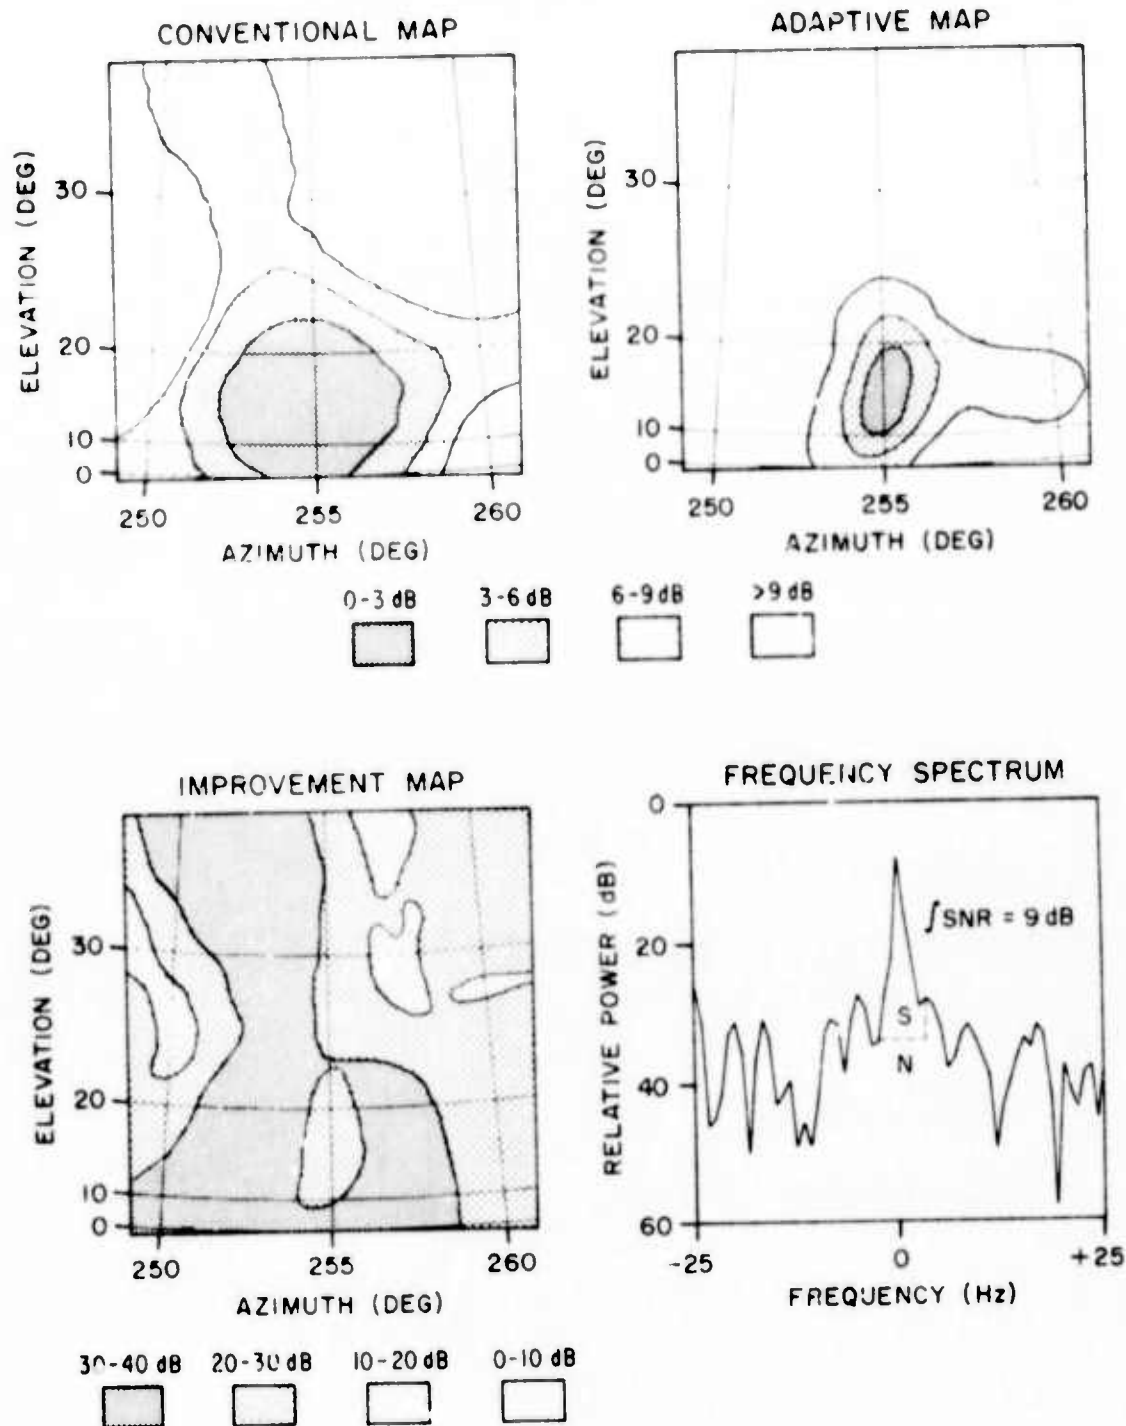 CONVENTIONAL MAP
ELEVATION (DEG)
30
20
10
0
250
255
260
AZIMUTH (DEG)
ADAPTIVE MAP
ELEVATION (DEG)
30
20
10
0
250
255
260
AZIMUTH (DEG)
0-3 dB
3-6 dB
6-9 dB
>9 dB
IMPROVEMENT MAP
ELEVATION (DEG)
30
20
10
0
250
255
260
AZIMUTH (DEG)
30-40 dB
20-30 dB
10-20 dB
0-10 dB
FREQUENCY SPECTRUM
RELATIVE POWER (dB)
0
20
40
60
∫SNR = 9 dB
S
N
-25
0
+25
FREQUENCY (Hz)